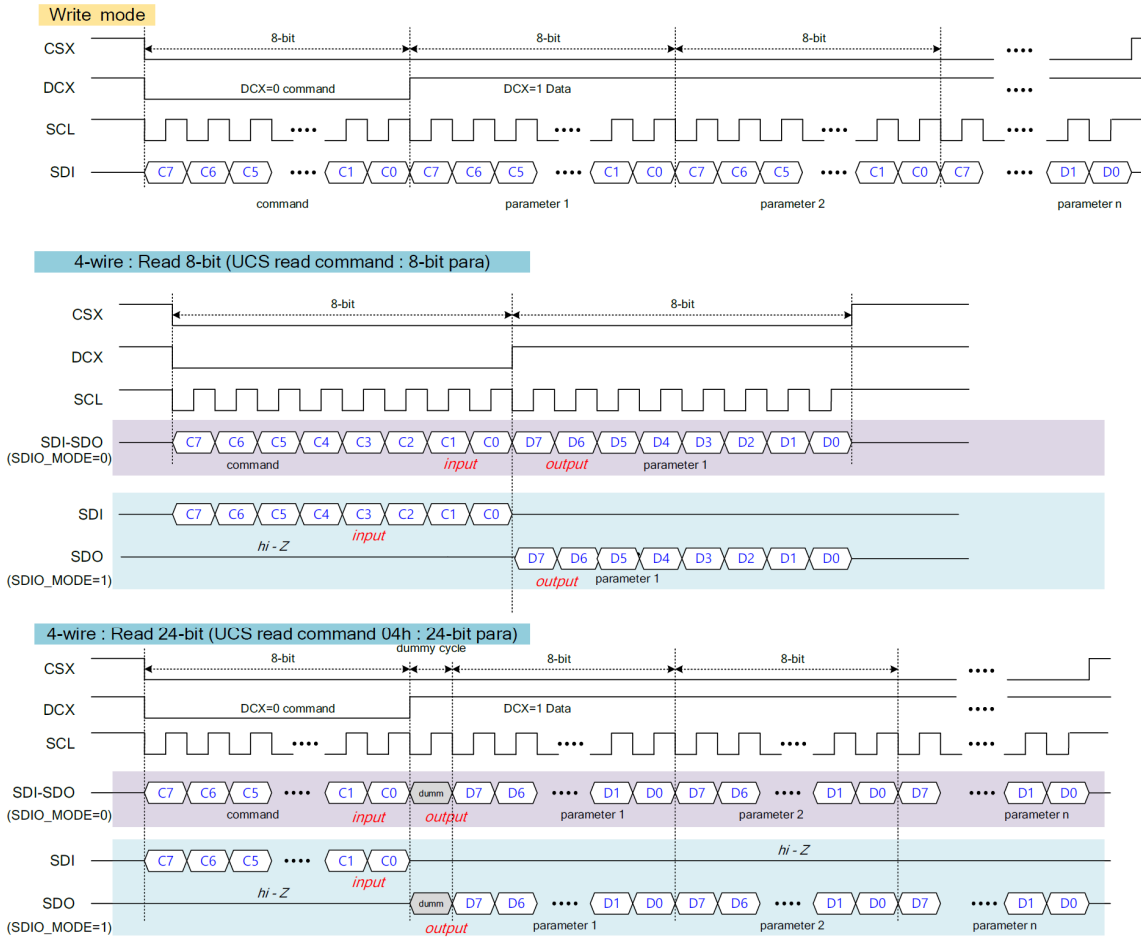 Write mode
8-bit 8-bit 8-bit
CSX
DCX DCX=0 command DCX=1 Data
SCL
SDI C7 C6 C5 C1 C0 C7 C6 C5 C1 C0 C7 C6 C5 C1 C0 C7 D1 D0
command parameter 1 parameter 2 parameter n
4-wire : Read 8-bit (UCS read command : 8-bit para)
8-bit 8-bit
CSX
DCX
SCL
SDI-SDO C7 C6 C5 C4 C3 C2 C1 C0 D7 D6 D5 D4 D3 D2 D1 D0
(SDIO_MODE=0) command input output parameter 1
SDI C7 C6 C5 C4 C3 C2 C1 C0
input
hi - Z
SDO D7 D6 D5 D4 D3 D2 D1 D0
(SDIO_MODE=1) output parameter 1
4-wire : Read 24-bit (UCS read command 04h : 24-bit para)
dummy cycle
8-bit 8-bit 8-bit
CSX
DCX DCX=0 command DCX=1 Data
SCL
SDI-SDO C7 C6 C5 C1 C0 dumm D7 D6 D1 D0 D7 D6 D1 D0 D7 D1 D0
(SDIO_MODE=0) command input output parameter 1 parameter 2 parameter n
hi - Z
SDI C7 C6 C5 C1 C0
input
hi - Z
SDO dumm D7 D6 D1 D0 D7 D6 D1 D0 D7 D1 D0
(SDIO_MODE=1) output parameter 1 parameter 2 parameter n